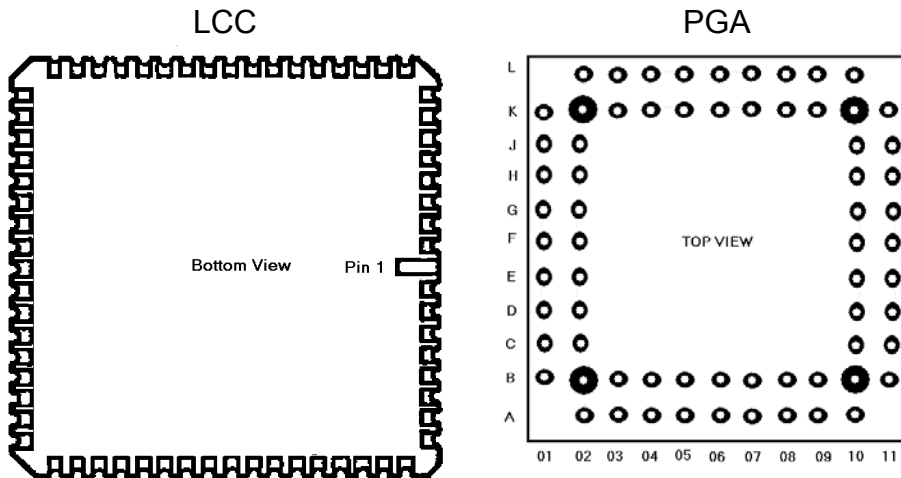 LCC
PGA
Bottom View
Pin 1
L
K
J
H
G
F
E
D
C
B
A
TOP VIEW
01 02 03 04 05 06 07 08 09 10 11